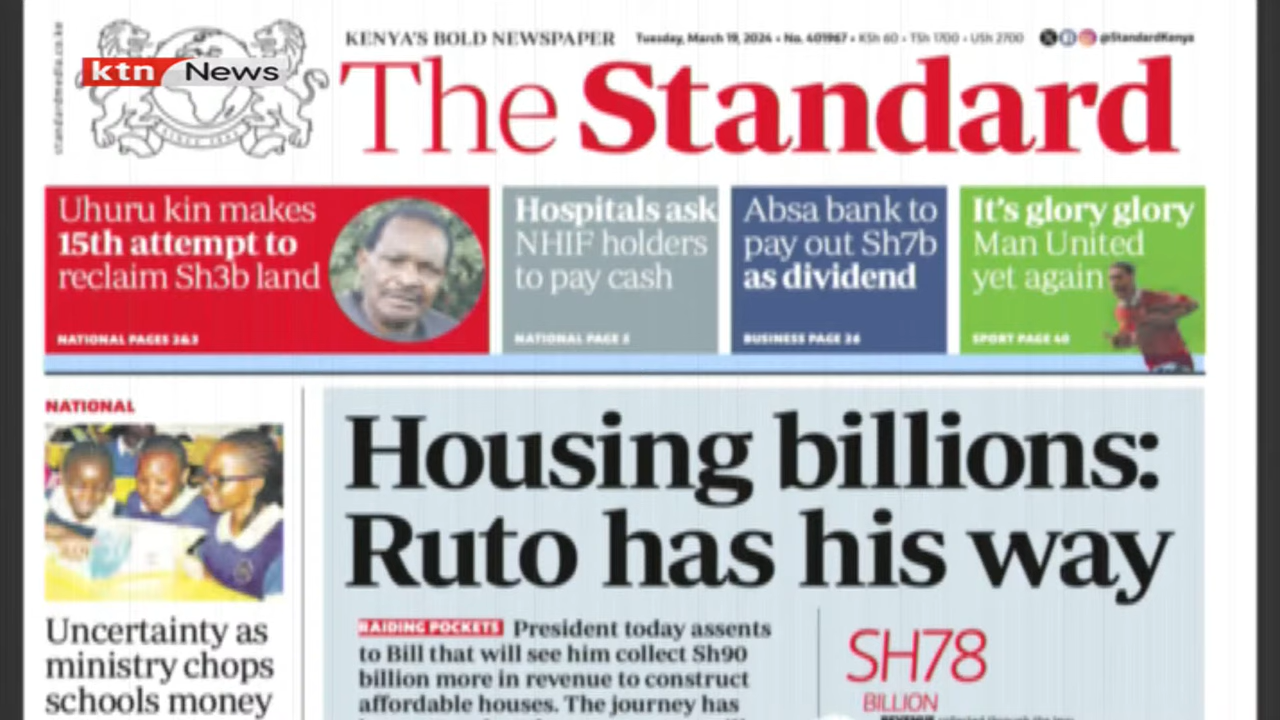 standardmedia.co.ke
ktn News
KENYA'S BOLD NEWSPAPER
Tuesday, March 19, 2024 • No. 401967 • KSh 60 • TSh 1700 • USh 2700
@StandardKenya
The Standard
Uhuru kin makes
15th attempt to
reclaim Sh3b land
NATIONAL PAGES 2&3
Hospitals ask
NHIF holders
to pay cash
NATIONAL PAGE 5
Absa bank to
pay out Sh7b
as dividend
BUSINESS PAGE 26
It's glory glory
Man United
yet again
SPORT PAGE 40
NATIONAL
Uncertainty as
ministry chops
schools money
Housing billions:
Ruto has his way
RAIDING POCKETS President today assents
to Bill that will see him collect Sh90
billion more in revenue to construct
affordable houses. The journey has
SH78
BILLION